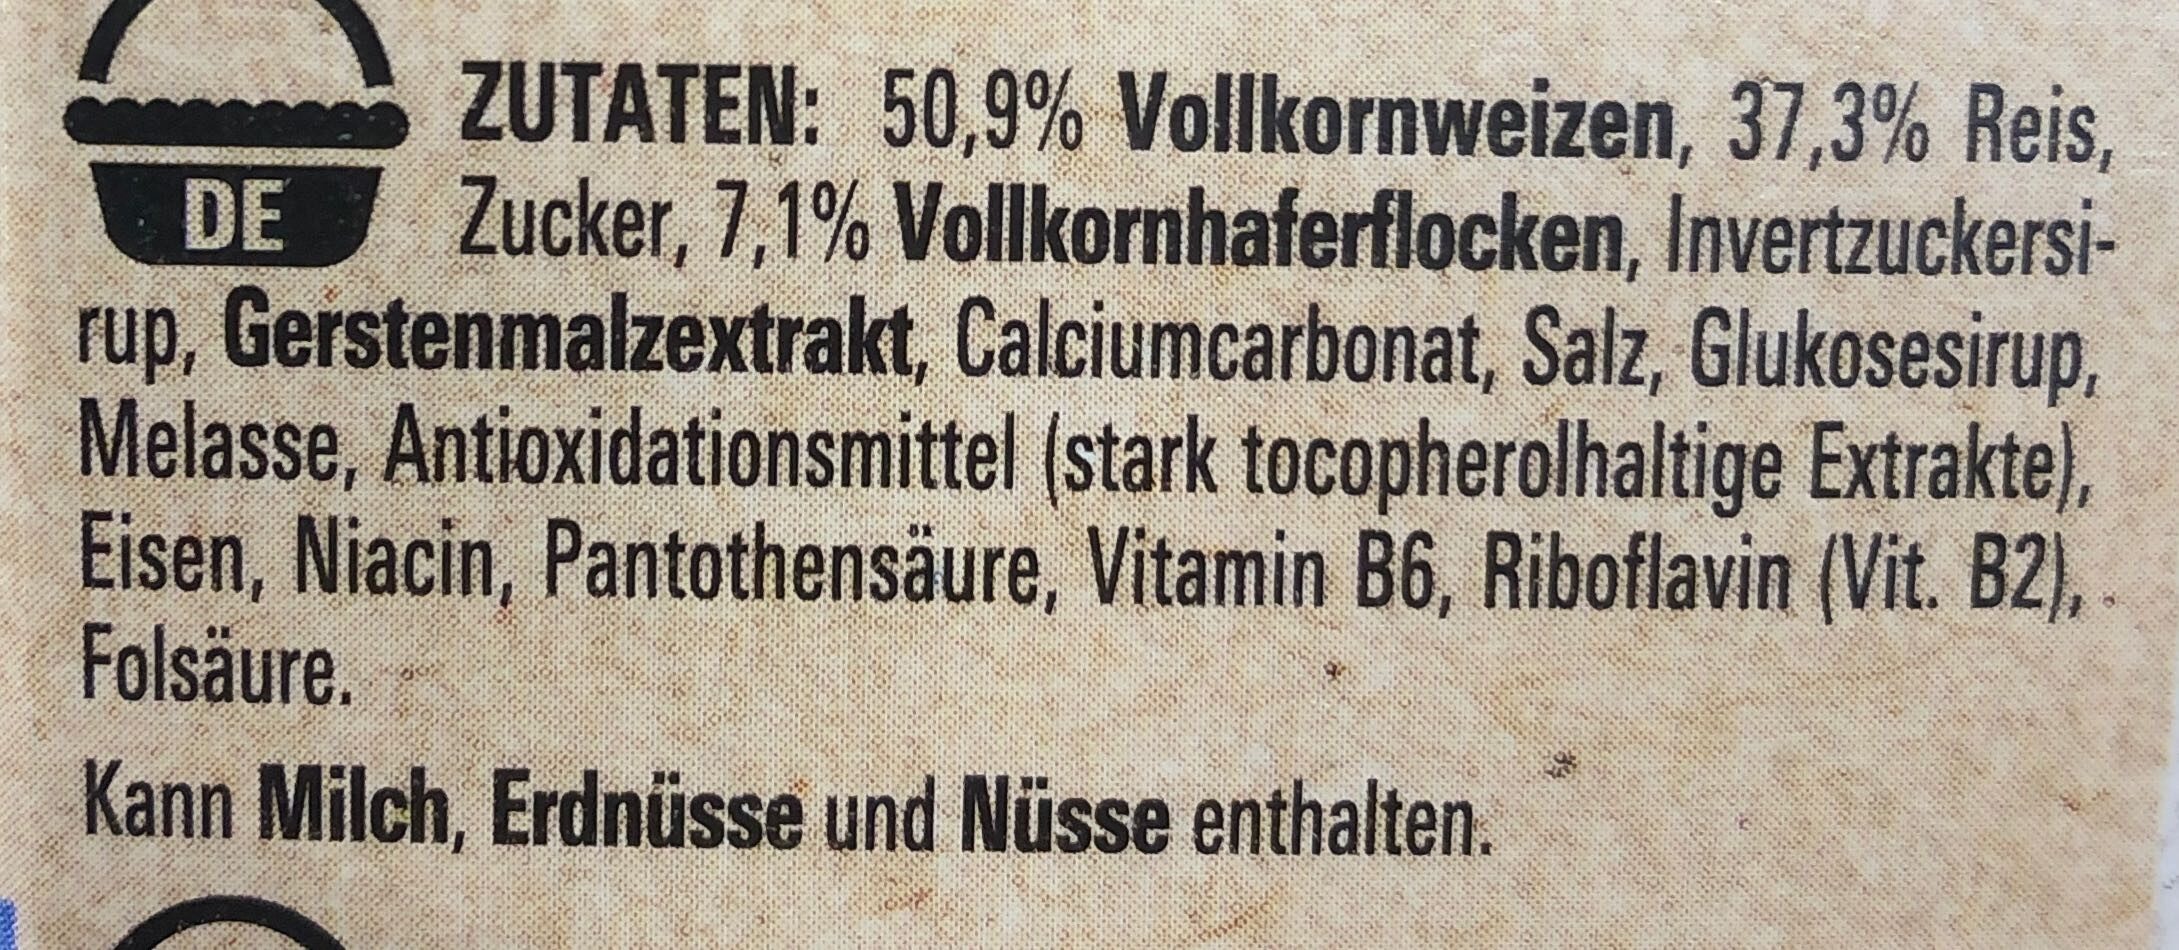 ZUTATEN: 50,9% Vollkornweizen, 37,3% Reis,
DE
Zucker, 7,1% Vollkornhaferflocken, Invertzuckersi-
rup, Gerstenmalzextrakt, Calciumcarbonat, Salz, Glukosesirup,
Melasse, Antioxidationsmittel (stark tocopherolhaltige Extrakte),
Eisen, Niacin, Pantothensäure, Vitamin B6, Riboflavin (Vit. B2),
Folsäure.
Kann Milch, Erdnüsse und Nüsse enthalten.